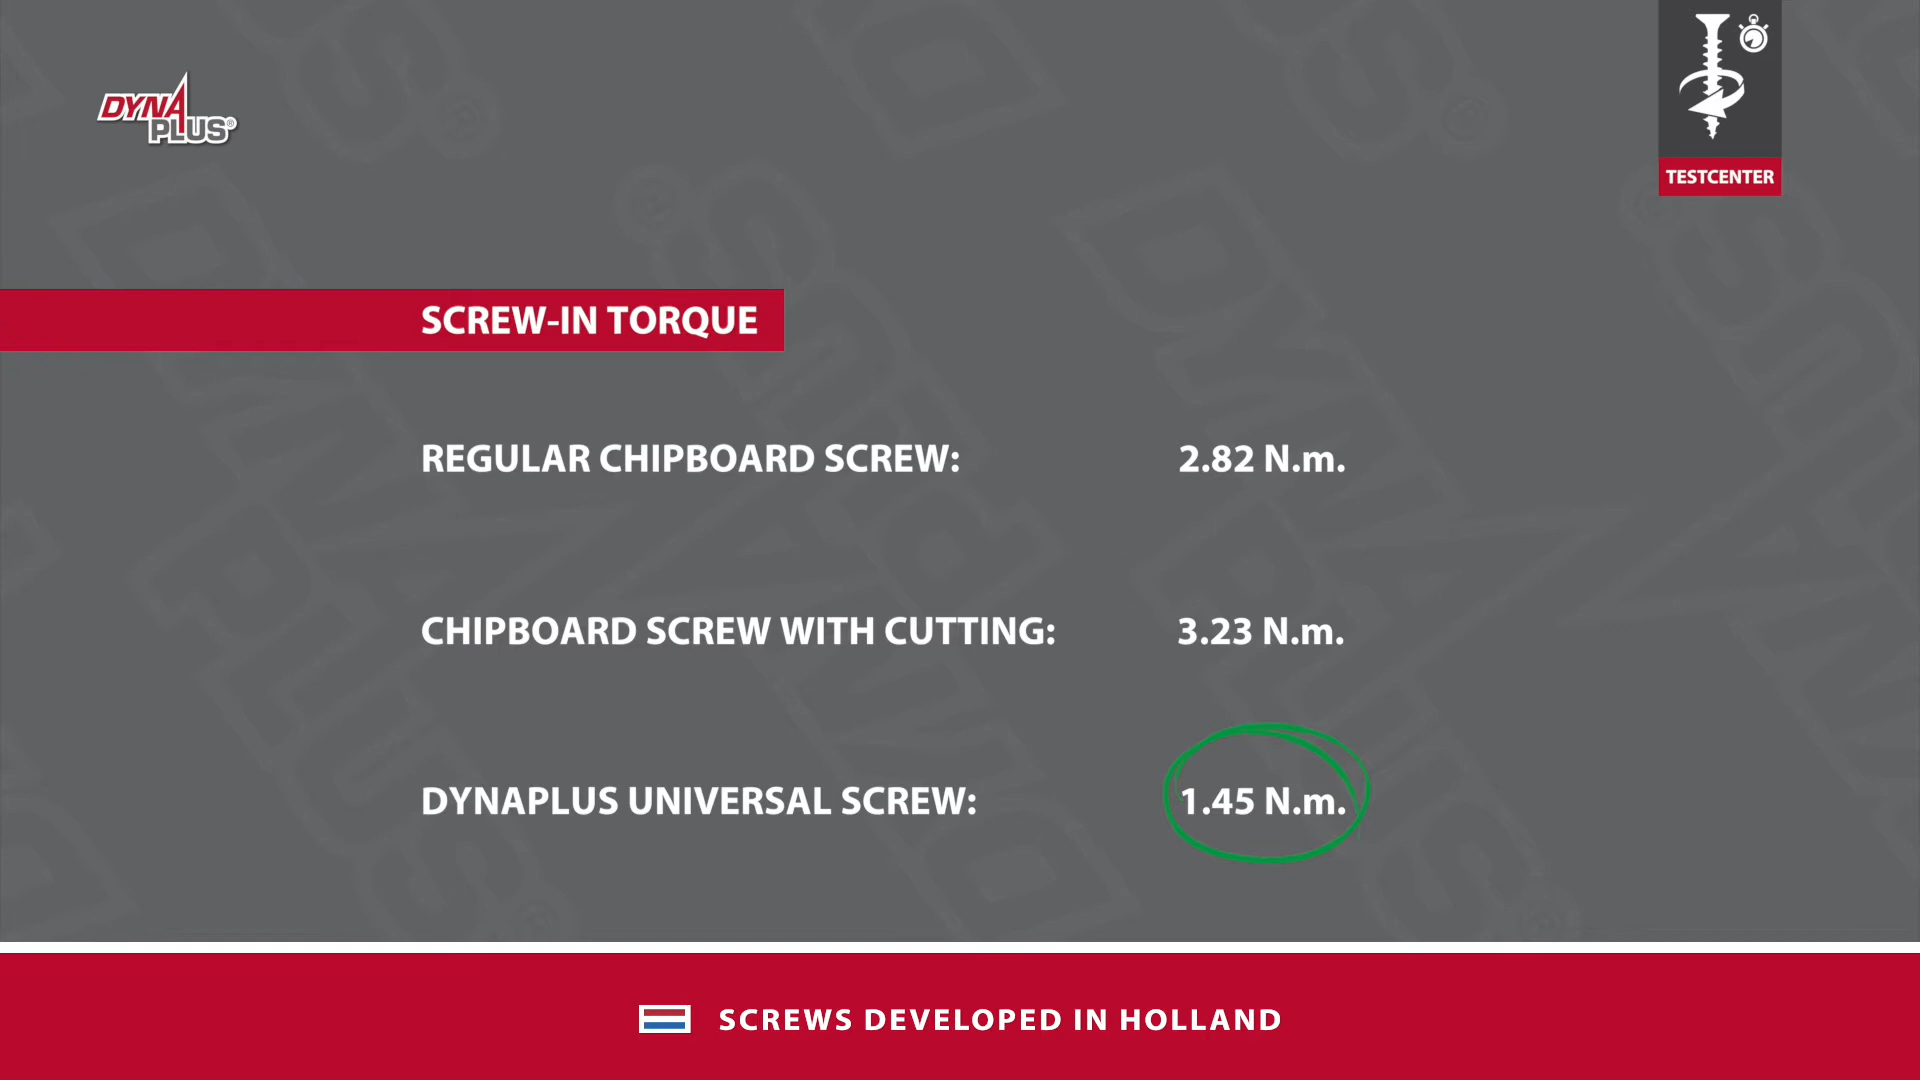 DYNA
PLUS®
TESTCENTER
SCREW-IN TORQUE
REGULAR CHIPBOARD SCREW: 2.82 N.m.
CHIPBOARD SCREW WITH CUTTING: 3.23 N.m.
DYNAPLUS UNIVERSAL SCREW: 1.45 N.m.
SCREWS DEVELOPED IN HOLLAND